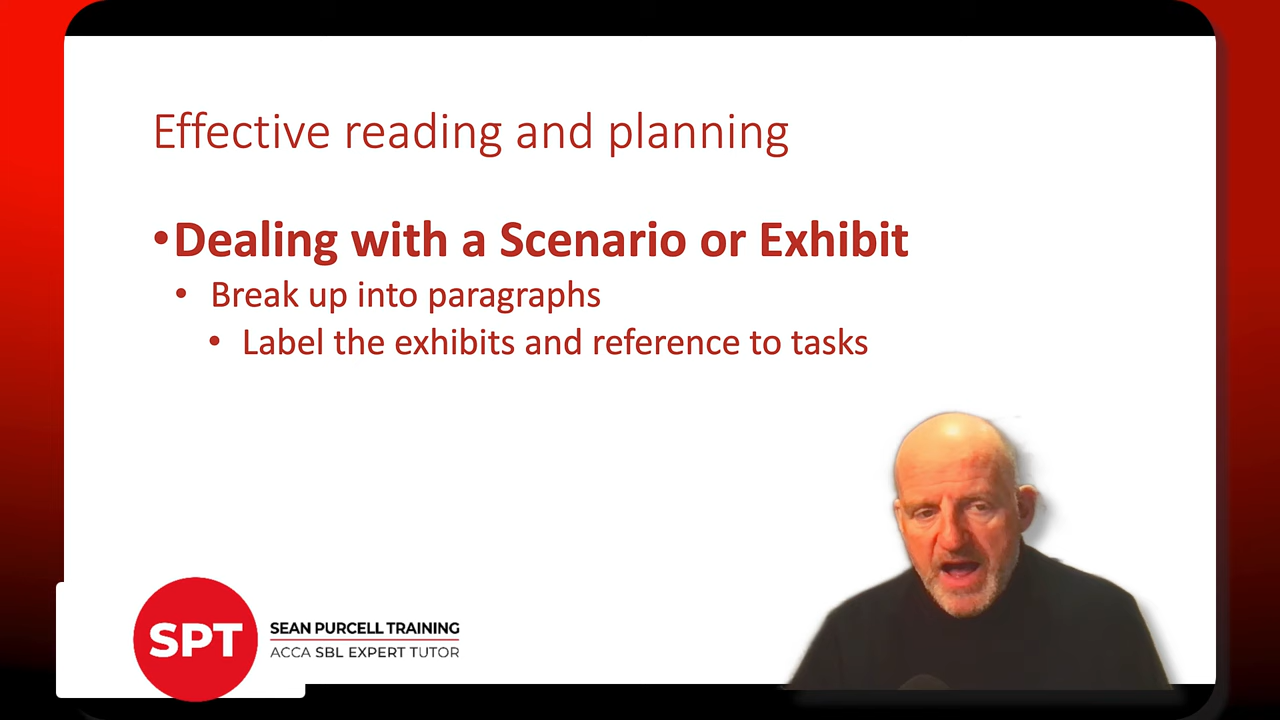 Effective reading and planning
•Dealing with a Scenario or Exhibit
• Break up into paragraphs
• Label the exhibits and reference to tasks
SPT
SEAN PURCELL TRAINING
ACCA SBL EXPERT TUTOR